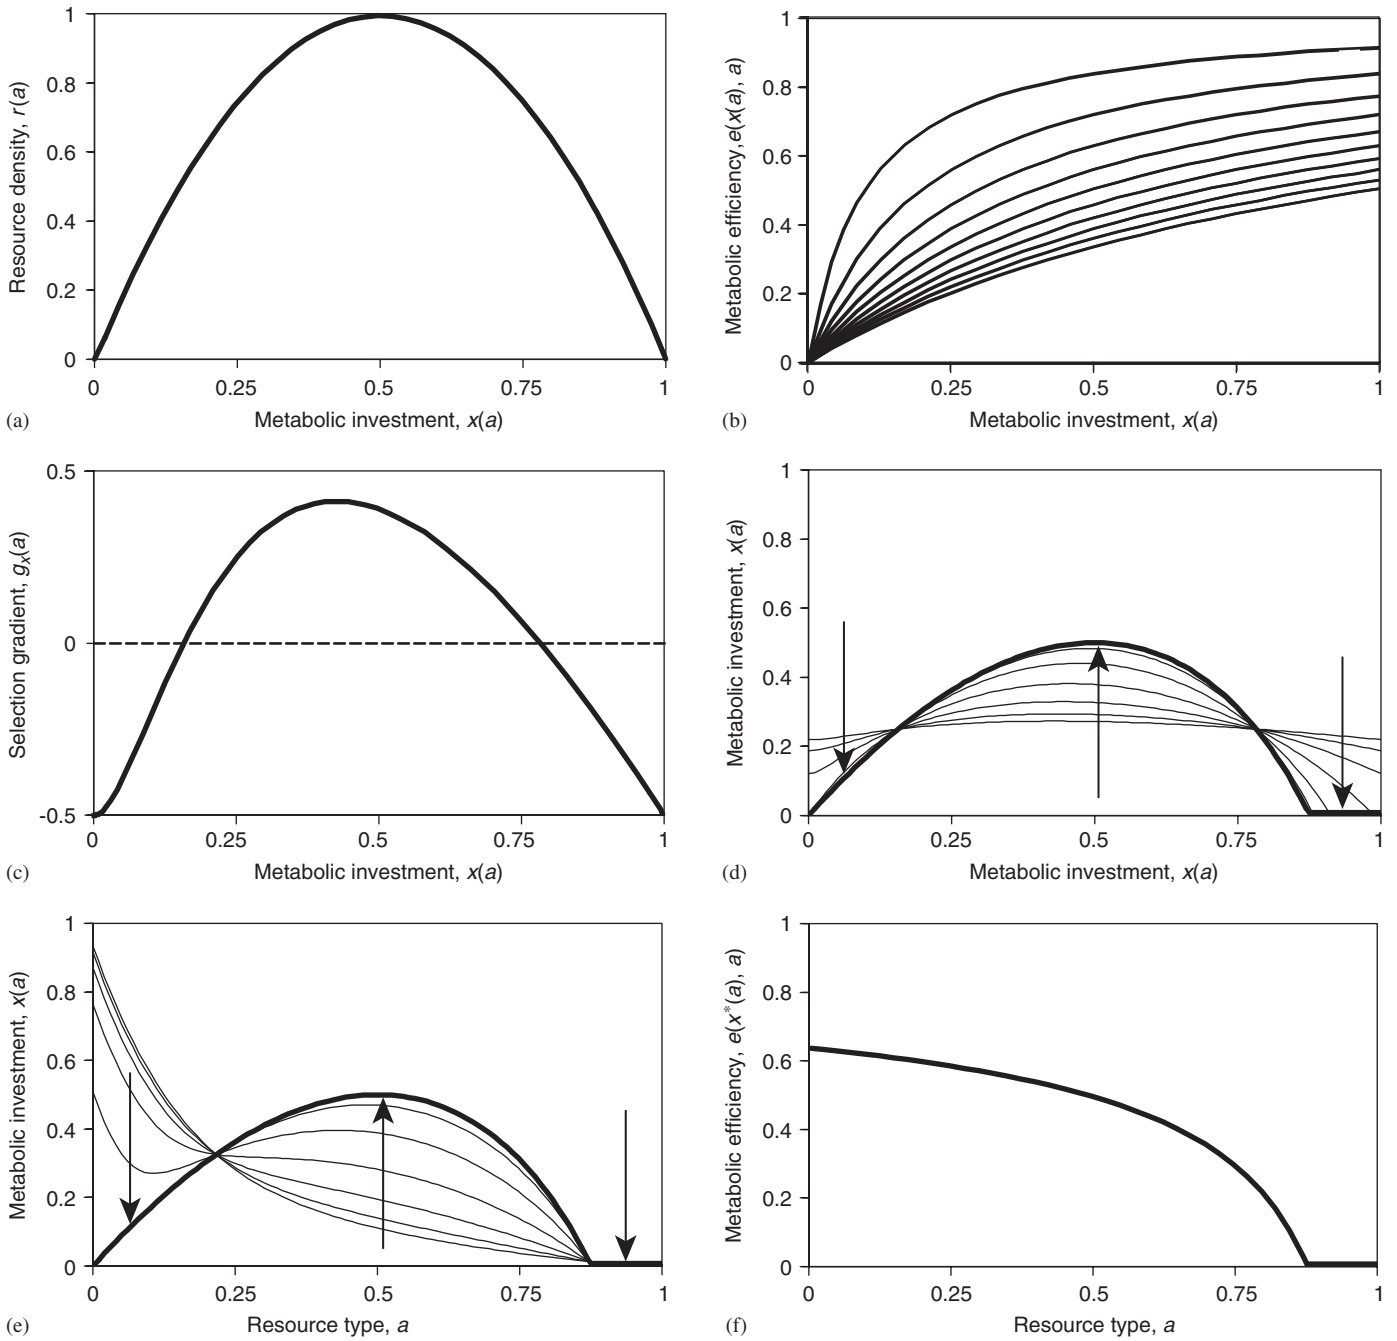 1
0.8
0.6
0.4
0.2
0
0 0.25 0.5 0.75 1
Resource density, r(a)
(a) Metabolic investment, x(a)
1
0.8
0.6
0.4
0.2
0
0 0.25 0.5 0.75 1
Metabolic efficiency, e(x(a), a)
(b) Metabolic investment, x(a)
0.5
0
-0.5
0 0.25 0.5 0.75 1
Selection gradient, gx(a)
(c) Metabolic investment, x(a)
1
0.8
0.6
0.4
0.2
0
0 0.25 0.5 0.75 1
Metabolic investment, x(a)
(d) Metabolic investment, x(a)
1
0.8
0.6
0.4
0.2
0
0 0.25 0.5 0.75 1
Metabolic investment, x(a)
(e) Resource type, a
1
0.8
0.6
0.4
0.2
0
0 0.25 0.5 0.75 1
Metabolic efficiency, e(x*(a), a)
(f) Resource type, a